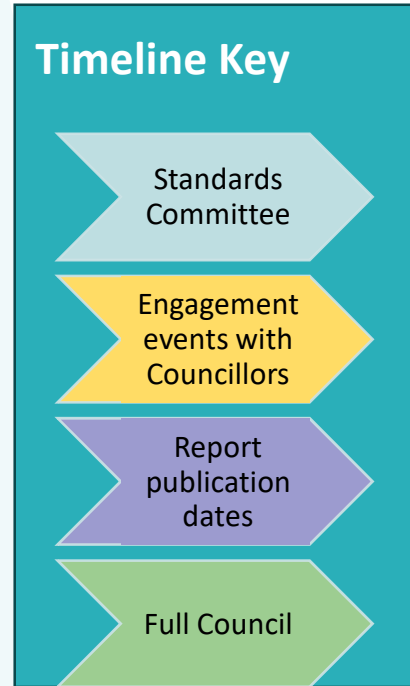 Timeline Key
Standards
Committee
Engagement
events with
Councillors
Report
publication
dates
Full Council